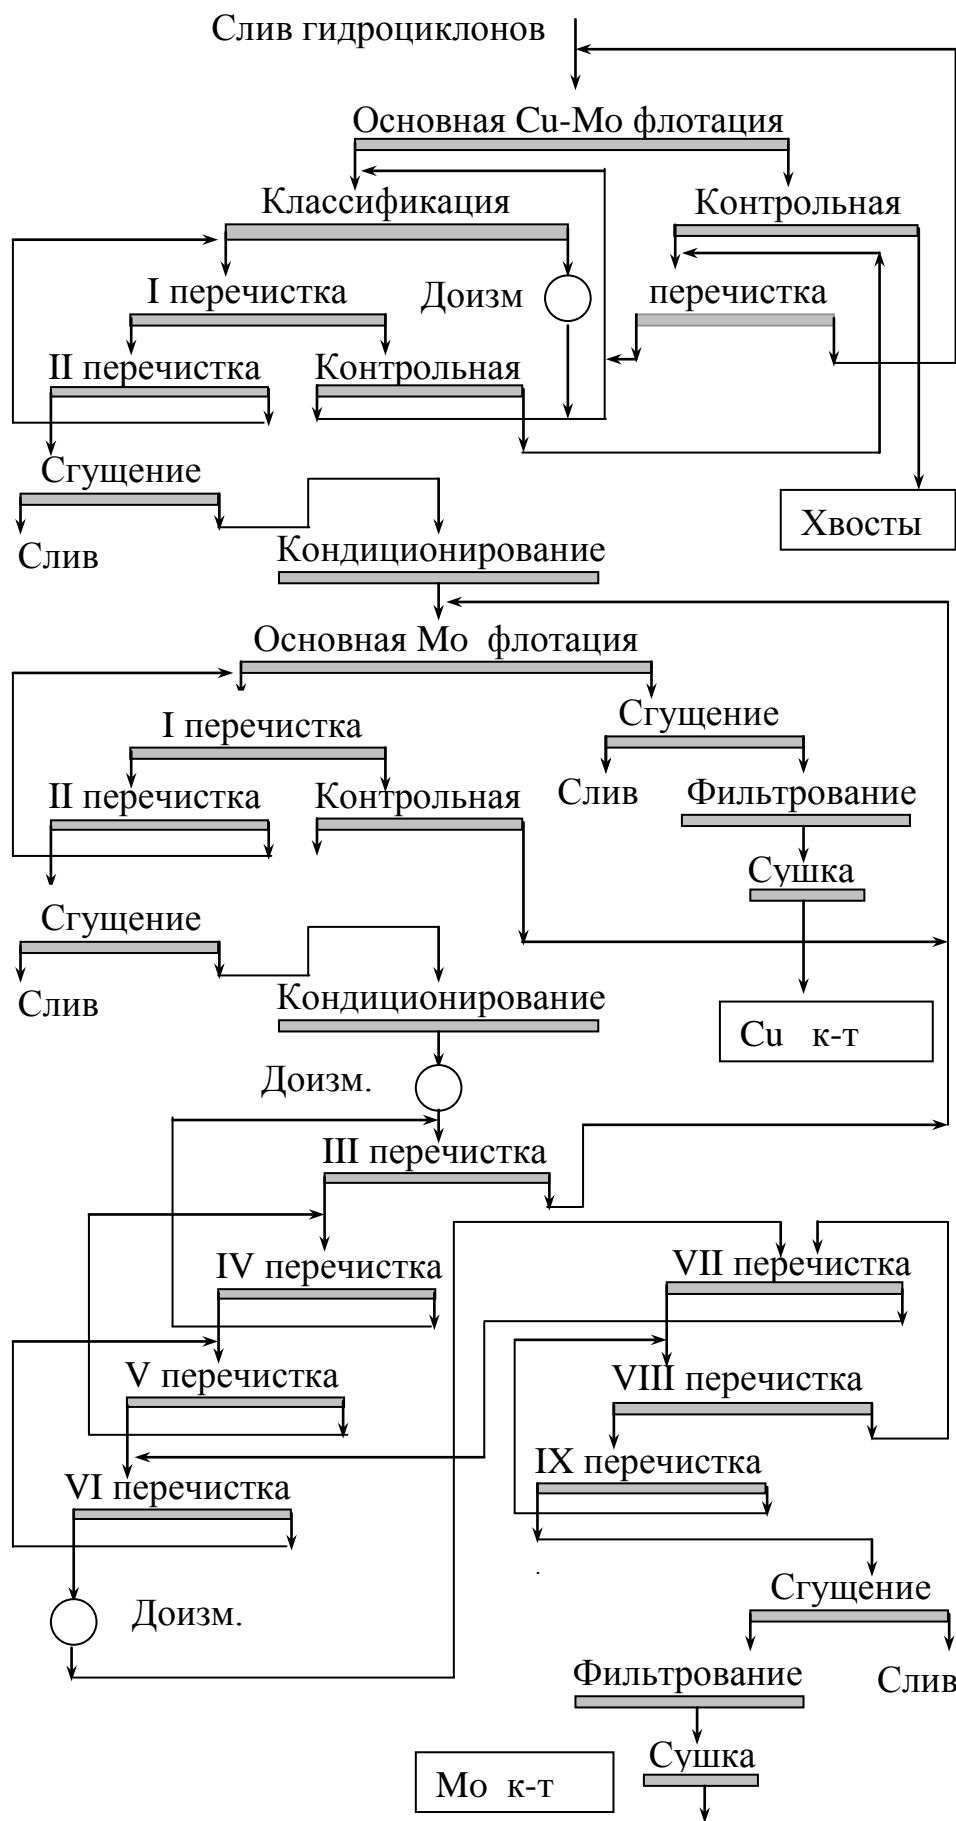 Слив гидроциклонов
Основная Cu-Mo флотация
Классификация
Контрольная
I перечистка
Доизм
перечистка
II перечистка
Контрольная
Сгущение
Хвосты
Слив
Кондиционирование
Основная Mo флотация
I перечистка
Сгущение
II перечистка
Контрольная
Слив
Фильтрование
Сушка
Сгущение
Слив
Кондиционирование
Cu к-т
Доизм.
III перечистка
IV перечистка
VII перечистка
V перечистка
VIII перечистка
VI перечистка
IX перечистка
Сгущение
Доизм.
Фильтрование
Слив
Сушка
Mo к-т